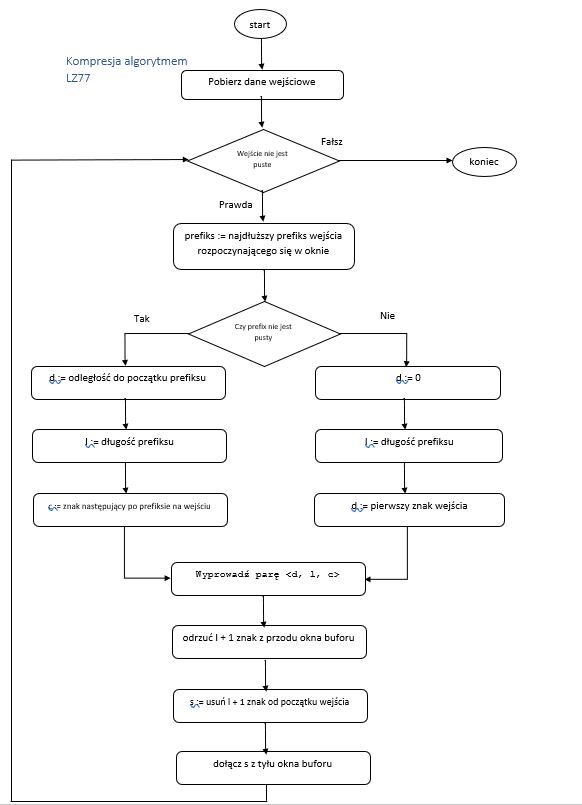 start
Kompresja algorytmem
LZ77
Pobierz dane wejściowe
Wejście nie jest
puste
Fałsz
koniec
Prawda
prefiks := najdłuższy prefiks wejścia
rozpoczynającego się w oknie
Czy prefix nie jest
pusty
Tak
Nie
d := odległość do początku prefiksu
d := 0
l := długość prefiksu
l := długość prefiksu
c := znak następujący po prefiksie na wejściu
d := pierwszy znak wejścia
Wyprowadź parę <d, l, c>
odrzuć l + 1 znak z przodu okna buforu
s := usuń l + 1 znak od początku wejścia
dołącz s z tyłu okna buforu